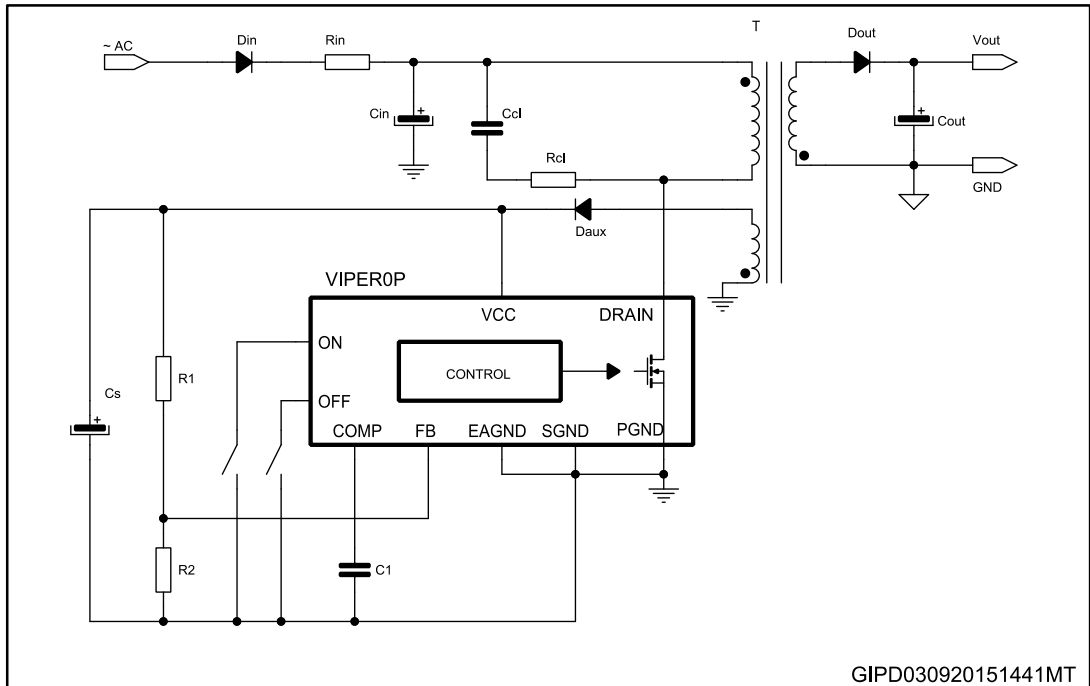 ~ AC
Din
Rin
T
Dout
Vout
Cin
+
Ccl
+
Cout
Rcl
GND
Daux
VIPER0P
VCC
DRAIN
ON
R1
CONTROL
Cs
+
OFF
COMP
FB
EAGND
SGND
PGND
R2
C1
GIPD030920151441MT